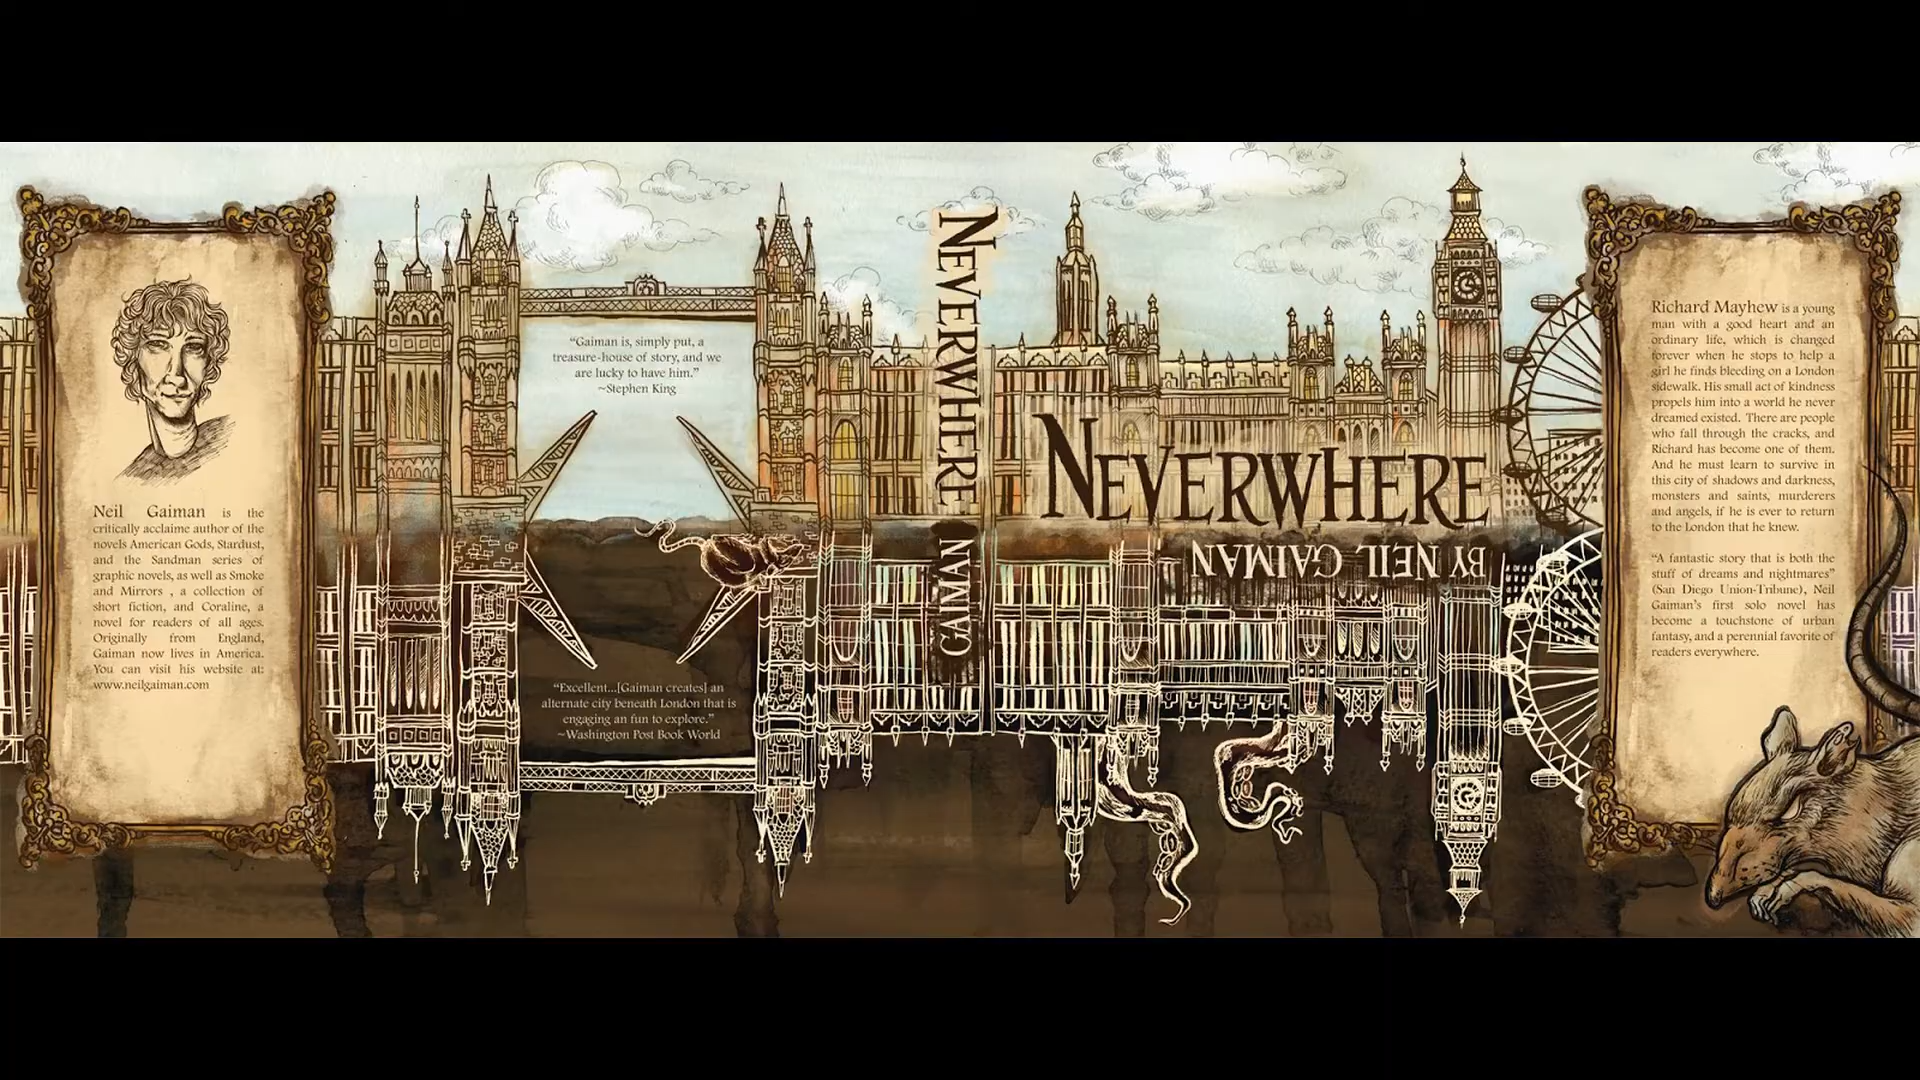 Neil Gaiman is the
critically acclaime author of the
novels American Gods, Stardust,
and the Sandman series of
graphic novels, as well as Smoke
and Mirrors , a collection of
short fiction, and Coraline, a
novel for readers of all ages.
Originally from England,
Gaiman now lives in America.
You can visit his website at:
www.neilgaiman.com
“Gaiman is, simply put, a
treasure-house of story, and we
are lucky to have him.”
~Stephen King
“Excellent...[Gaiman creates] an
alternate city beneath London that is
engaging an fun to explore.”
~Washington Post Book World
NEVERWHERE
GAIMAN
NEVERWHERE
BY NEIL GAIMAN
Richard Mayhew is a young
man with a good heart and an
ordinary life, which is changed
forever when he stops to help a
girl he finds bleeding on a London
sidewalk. His small act of kindness
propels him into a world he never
dreamed existed. There are people
who fall through the cracks, and
Richard has become one of them.
And he must learn to survive in
this city of shadows and darkness,
monsters and saints, murderers
and angels, if he is ever to return
to the London that he knew.
“A fantastic story that is both the
stuff of dreams and nightmares”
(San Diego Union-Tribune), Neil
Gaiman’s first solo novel has
become a touchstone of urban
fantasy, and a perennial favorite of
readers everywhere.